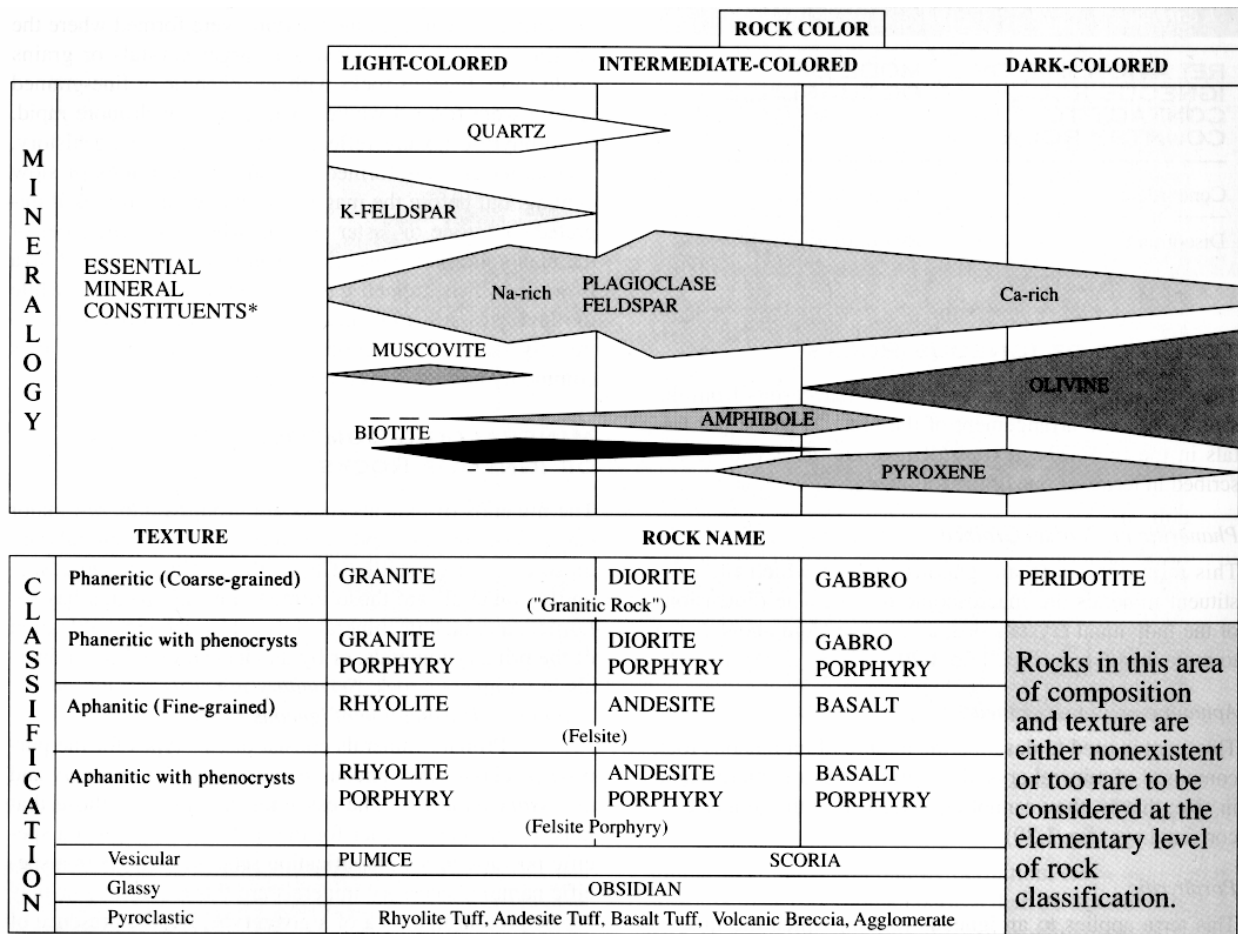 ROCK COLOR
LIGHT-COLORED INTERMEDIATE-COLORED DARK-COLORED
MINERALOGY
ESSENTIAL
MINERAL
CONSTITUENTS*
QUARTZ
K-FELDSPAR
Na-rich
PLAGIOCLASE
FELDSPAR
Ca-rich
MUSCOVITE
OLIVINE
AMPHIBOLE
BIOTITE
PYROXENE
TEXTURE ROCK NAME
CLASSIFICATION
Phaneritic (Coarse-grained) GRANITE DIORITE GABBRO PERIDOTITE
("Granitic Rock")
Phaneritic with phenocrysts GRANITE DIORITE GABRO
PORPHYRY PORPHYRY PORPHYRY
Aphanitic (Fine-grained) RHYOLITE ANDESITE BASALT
(Felsite)
Aphanitic with phenocrysts RHYOLITE ANDESITE BASALT
PORPHYRY PORPHYRY PORPHYRY
(Felsite Porphyry)
Vesicular PUMICE SCORIA
Glassy OBSIDIAN
Pyroclastic Rhyolite Tuff, Andesite Tuff, Basalt Tuff, Volcanic Breccia, Agglomerate
Rocks in this area
of composition
and texture are
either nonexistent
or too rare to be
considered at the
elementary level
of rock
classification.